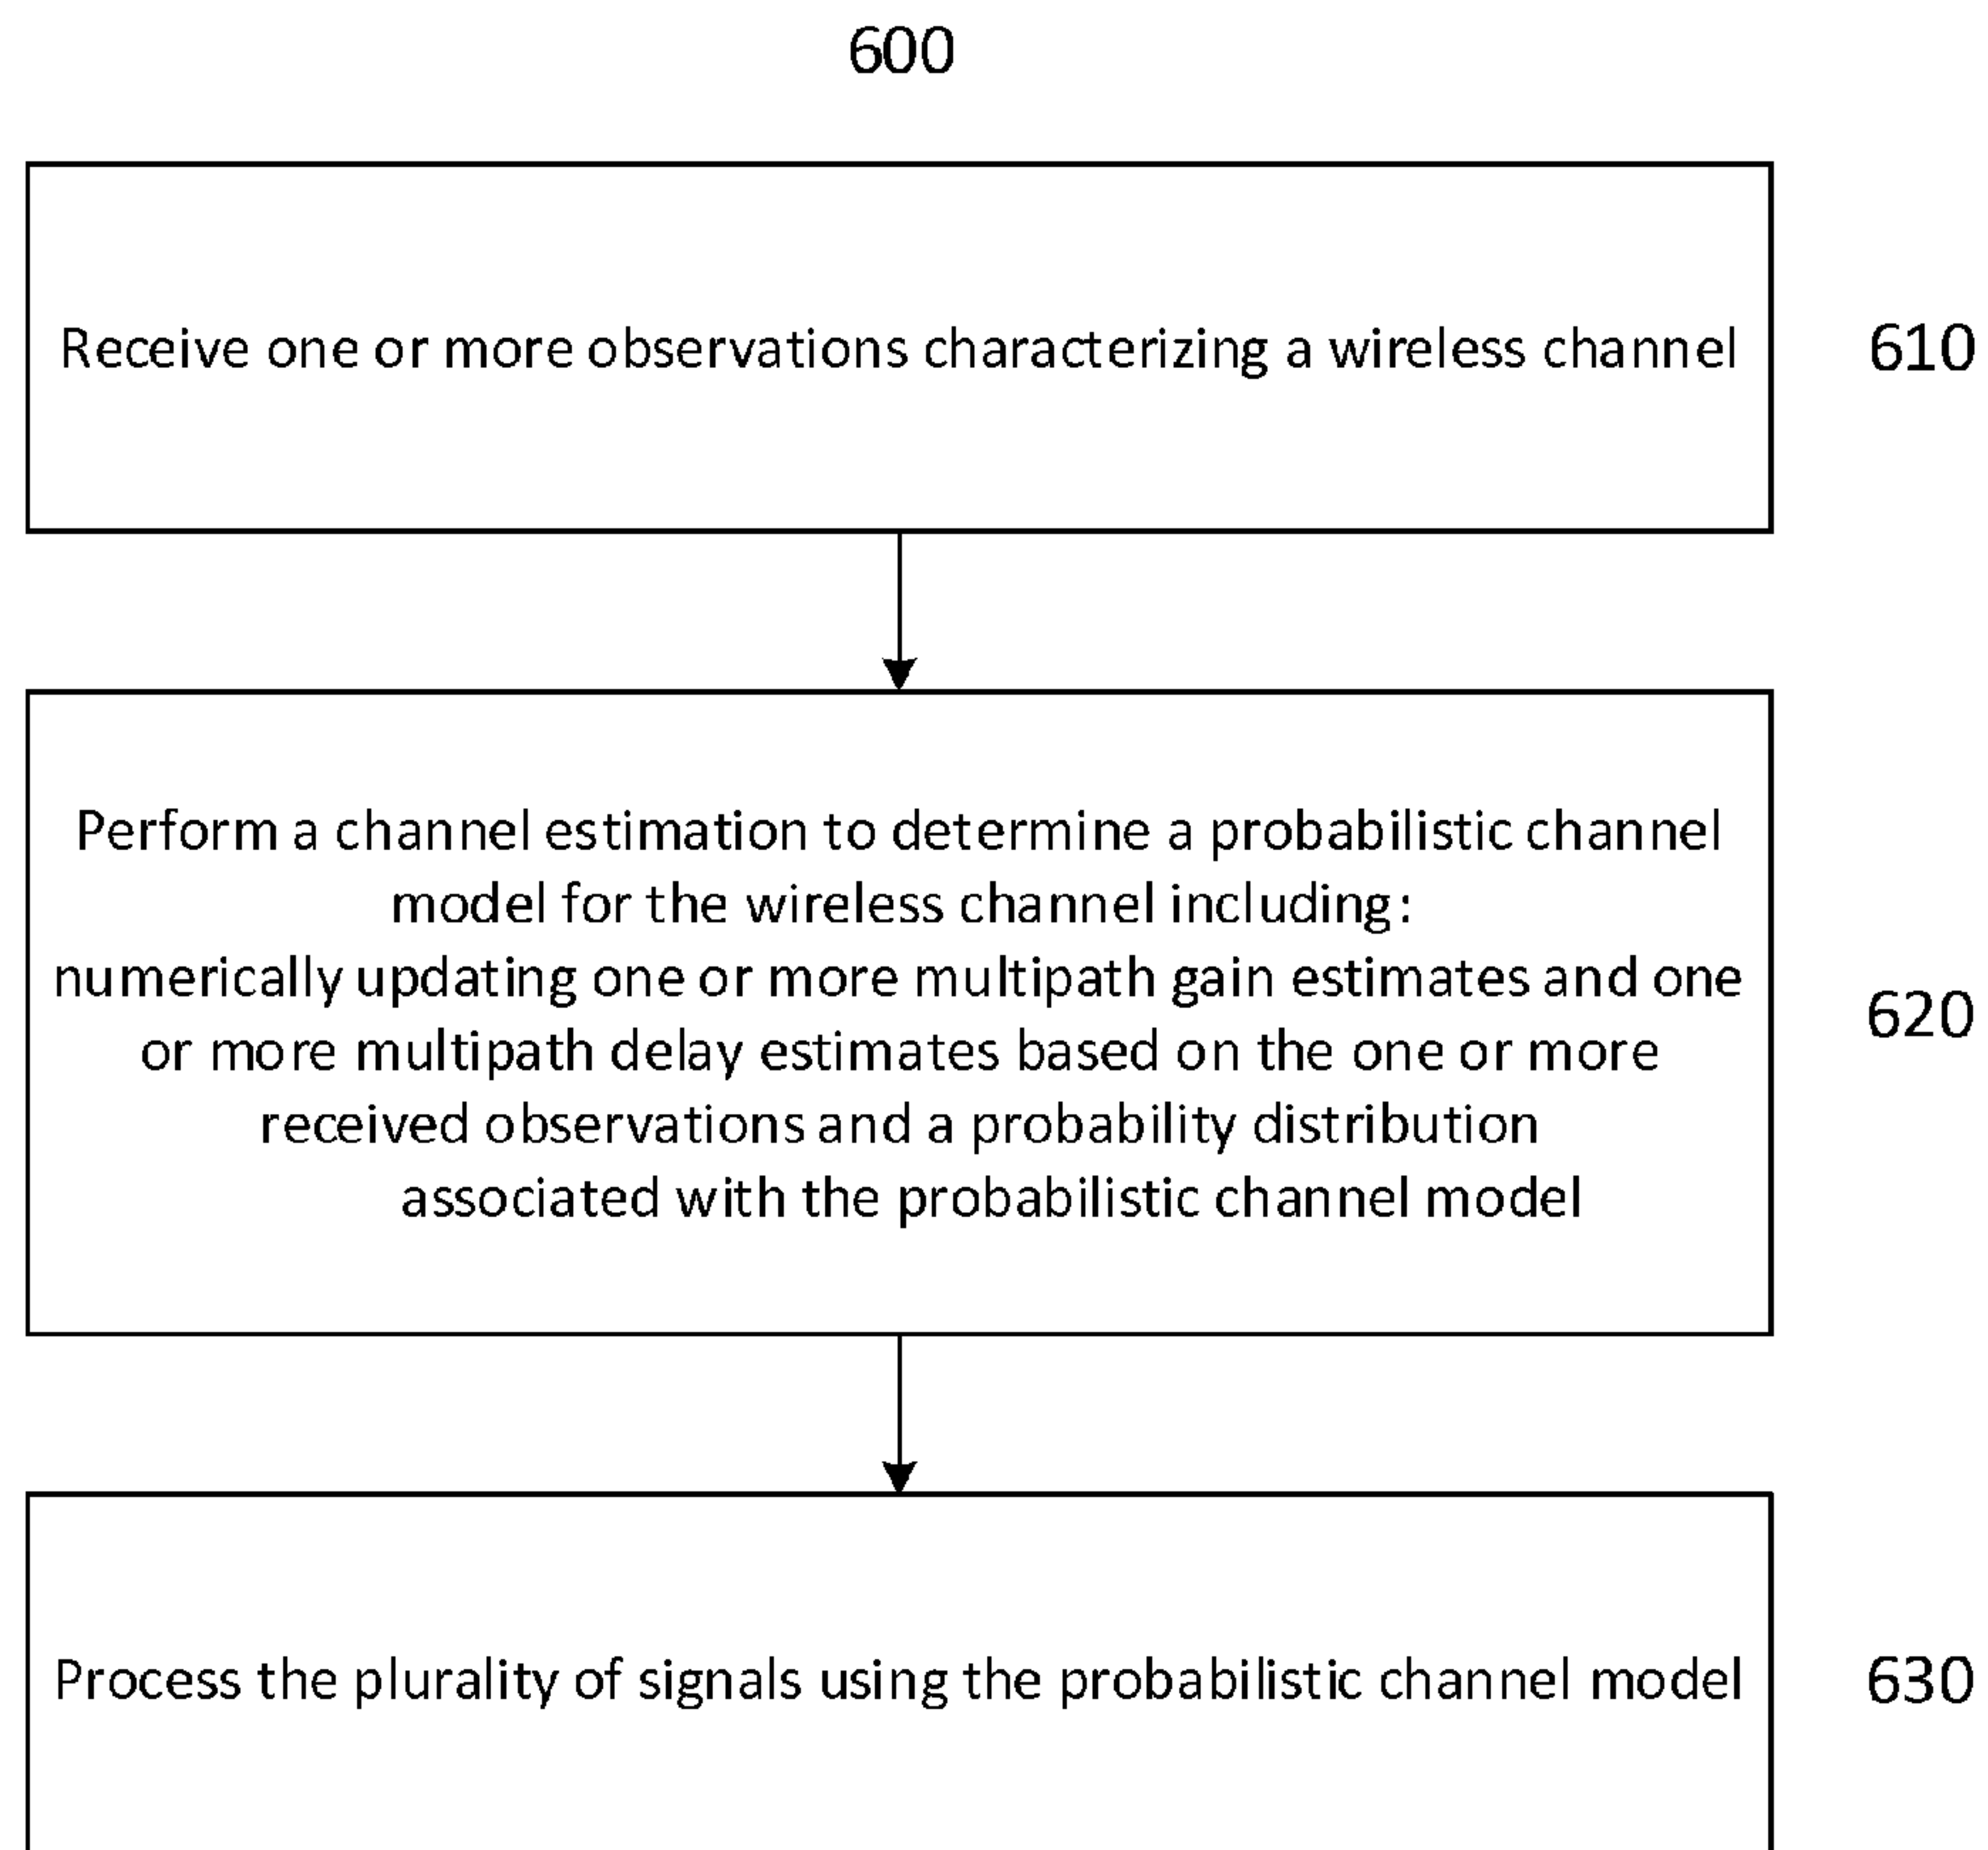 600
Receive one or more observations characterizing a wireless channel
610
Perform a channel estimation to determine a probabilistic channel
model for the wireless channel including:
numerically updating one or more multipath gain estimates and one
or more multipath delay estimates based on the one or more
received observations and a probability distribution
associated with the probabilistic channel model
620
Process the plurality of signals using the probabilistic channel model
630